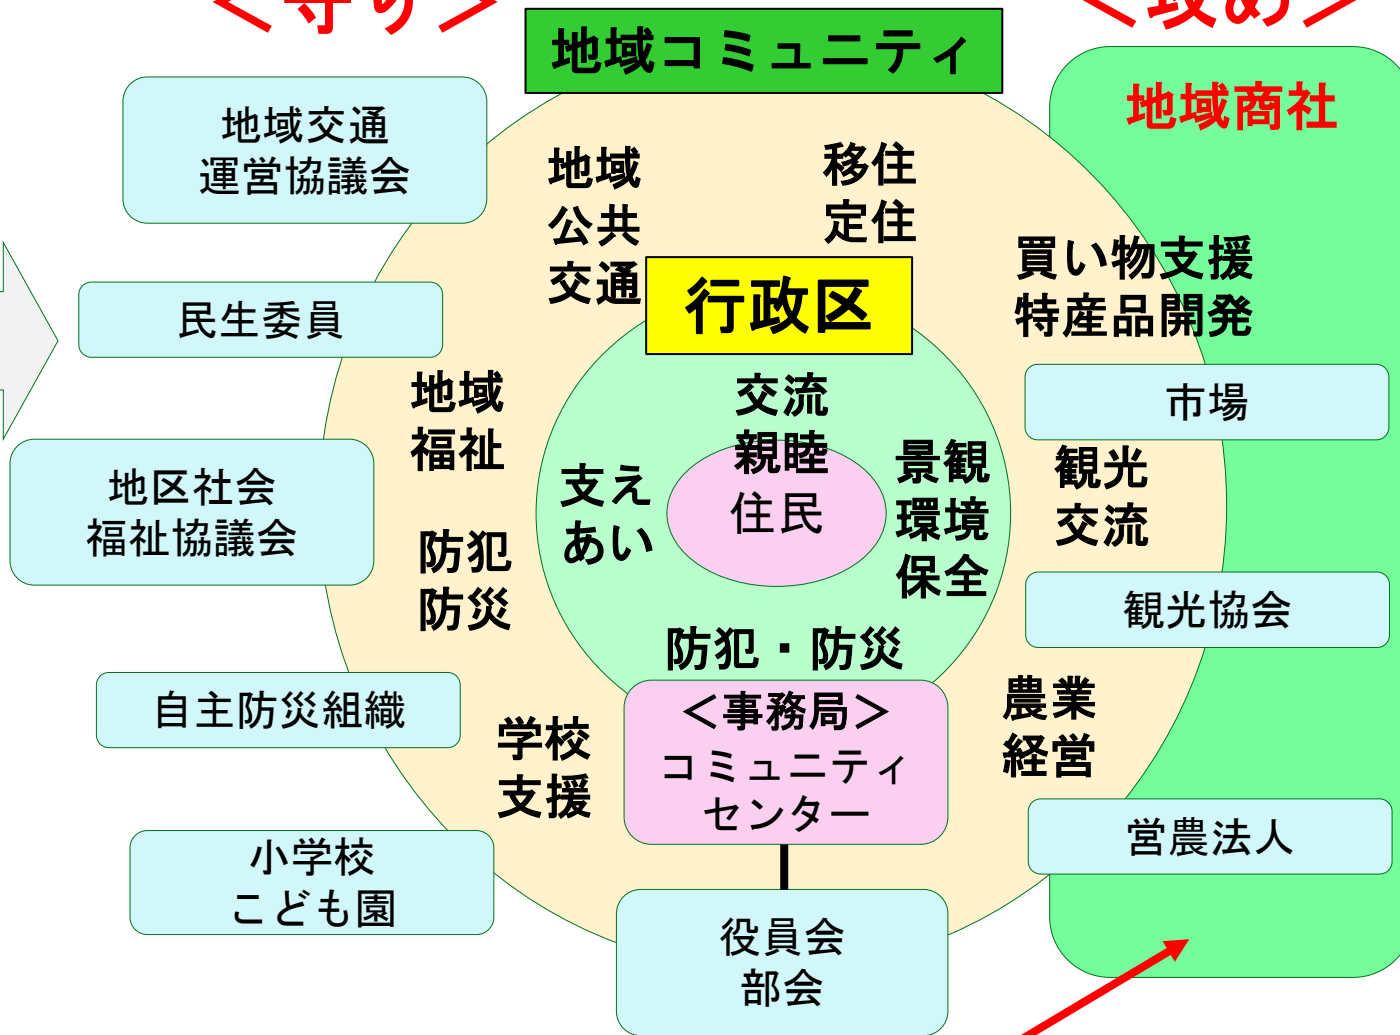 ＜守り＞
＜攻め＞
地域コミュニティ
地域商社
地域交通
運営協議会
地域
公共
交通
移住
定住
買い物支援
特産品開発
行政区
民生委員
市場
地域
福祉
交流
親睦
住民
支え
あい
景観
環境
保全
観光
交流
地区社会
福祉協議会
防犯
防災
観光協会
防犯・防災
自主防災組織
＜事務局＞
コミュニティ
センター
農業
経営
学校
支援
小学校
こども園
営農法人
役員会
部会